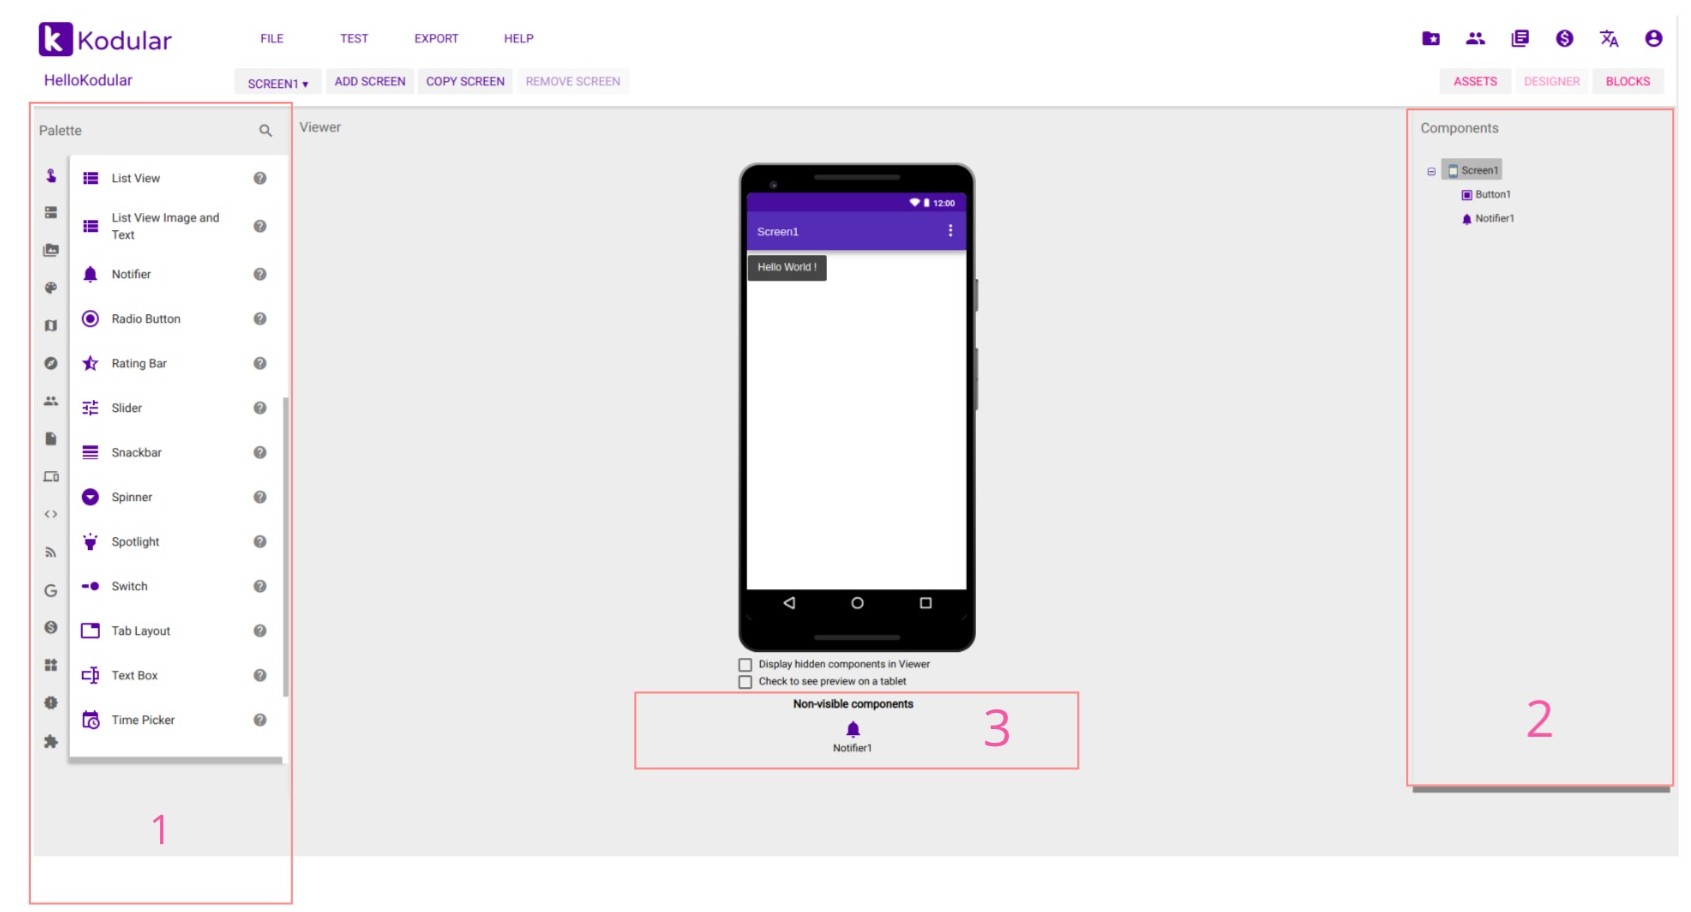 Kodular
FILE TEST EXPORT HELP
HelloKodular
SCREEN1 ▾ ADD SCREEN COPY SCREEN REMOVE SCREEN
ASSETS DESIGNER BLOCKS
Palette
List View
List View Image and
Text
Notifier
Radio Button
Rating Bar
Slider
Snackbar
Spinner
Spotlight
Switch
Tab Layout
Text Box
Time Picker
1
Viewer
12:00
Screen1
Hello World !
Display hidden components in Viewer
Check to see preview on a tablet
Non-visible components
Notifier1
3
Components
Screen1
Button1
Notifier1
2